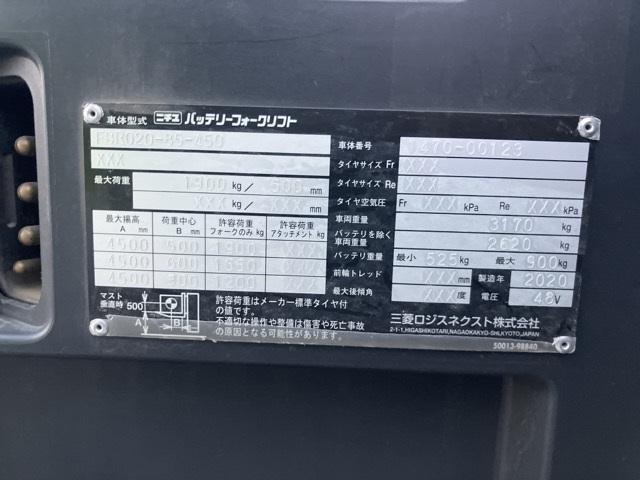 車体型式 ニチユ バッテリーフォークリフト
FBR020-85-450
XXX
最大荷重 1900 kg/ 500 mm
XXX kg/ XXX mm
最大揚高 A mm 荷重中心 B mm 許容荷重 フォークのみ kg 許容荷重 アタッチメント kg
4500 500
4500 600
4500
マスト垂直時 500 A B
許容荷重はメーカー標準タイヤ付の値です。
不適切な操作や整備は傷害や死亡事故の原因となる可能性があります。
車体番号 1470-00123
タイヤサイズ Fr XXX
タイヤサイズ Re XXX
タイヤ空気圧 Fr XXX kPa Re XXX kPa
車両重量 3170 kg
バッテリを除く車両重量 2620 kg
バッテリ重量 最小 525 kg 最大 900 kg
前輪トレッド XXX mm 製造年 2020
最大後傾角 XXX 度 電圧 48 V
三菱ロジスネクスト株式会社
2-1-1,HIGASHIKOTARI,NAGAOKAKYO-SHI,KYOTO,JAPAN
50013-98840